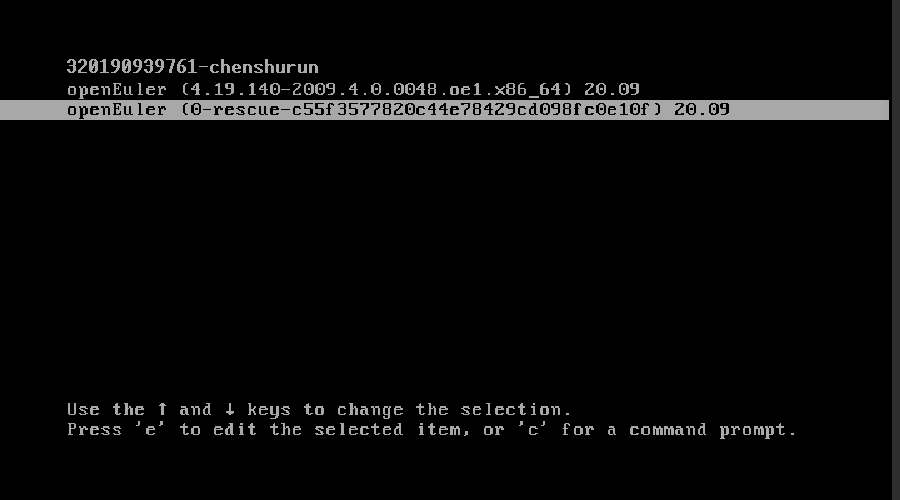 320190939761-chenshurun
openEuler (4.19.140-2009.4.0.0048.oe1.x86_64) 20.09
openEuler (0-rescue-c55f3577820c44e78429cd098fc0e10f) 20.09
Use the ↑ and ↓ keys to change the selection.
Press 'e' to edit the selected item, or 'c' for a command prompt.